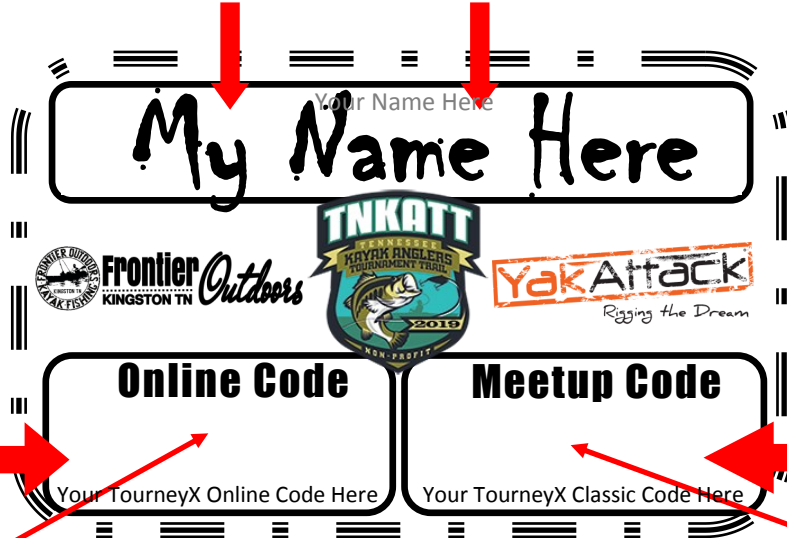 Your Name Here
My Name Here
TNKATT
TENNESSEE
KAYAK ANGLERS
TOURNAMENT TRAIL
2019
NON-PROFIT
FRONTIER OUTDOORS
KINGSTON TN
KAYAK FISHING
Frontier Outdoors
KINGSTON TN
YakAttack
Rigging the Dream
Online Code
Your TourneyX Online Code Here
Meetup Code
Your TourneyX Classic Code Here